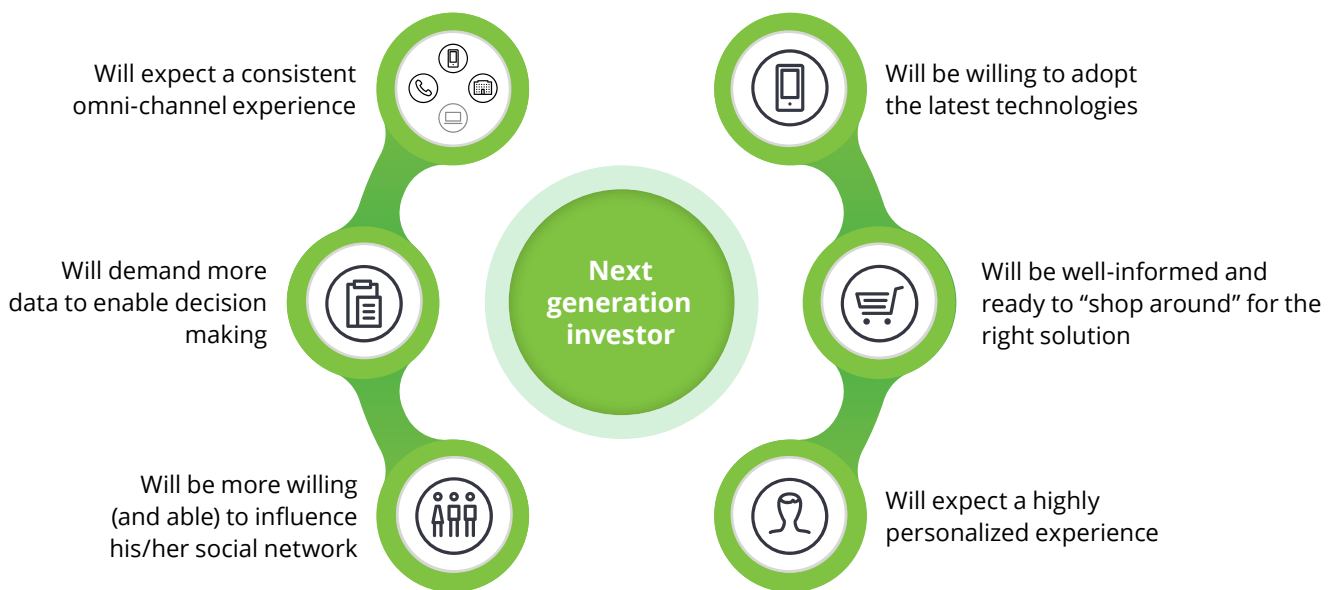 Will expect a consistent
omni-channel experience
Will demand more
data to enable decision
making
Will be more willing
(and able) to influence
his/her social network
Next
generation
investor
Will be willing to adopt
the latest technologies
Will be well-informed and
ready to “shop around” for the
right solution
Will expect a highly
personalized experience